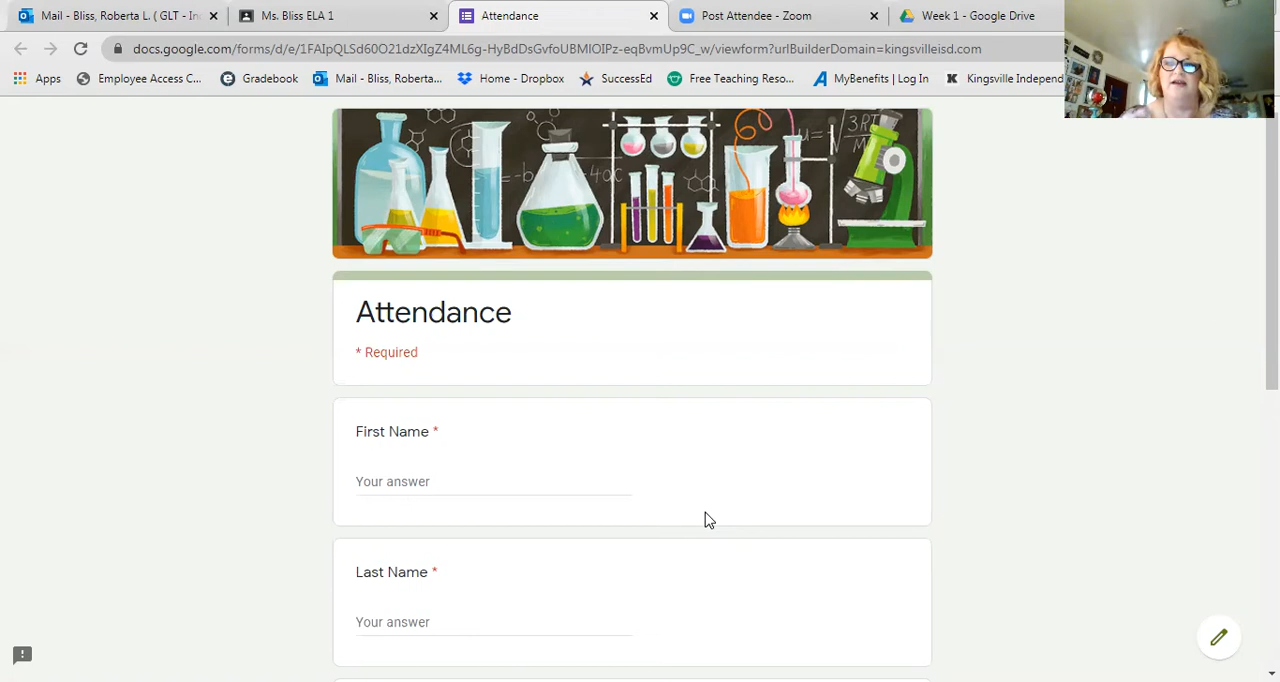 Mail - Bliss, Roberta L. ( GLT - In
Ms. Bliss ELA 1
Attendance
Post Attendee - Zoom
Week 1 - Google Drive
docs.google.com/forms/d/e/1FAIpQLSd80O21dzXIgZ4ML6g-HyBdDsGvfoUBMIOIPz-eqBvmUp9C_w/viewform?urlBuilderDomain=kingsvilleisd.com
Apps
Employee Access C...
Gradebook
Mail - Bliss, Roberta...
Home - Dropbox
SuccessEd
Free Teaching Reso...
MyBenefits | Log In
Kingsville Independ
Attendance
* Required
First Name *
Your answer
Last Name *
Your answer